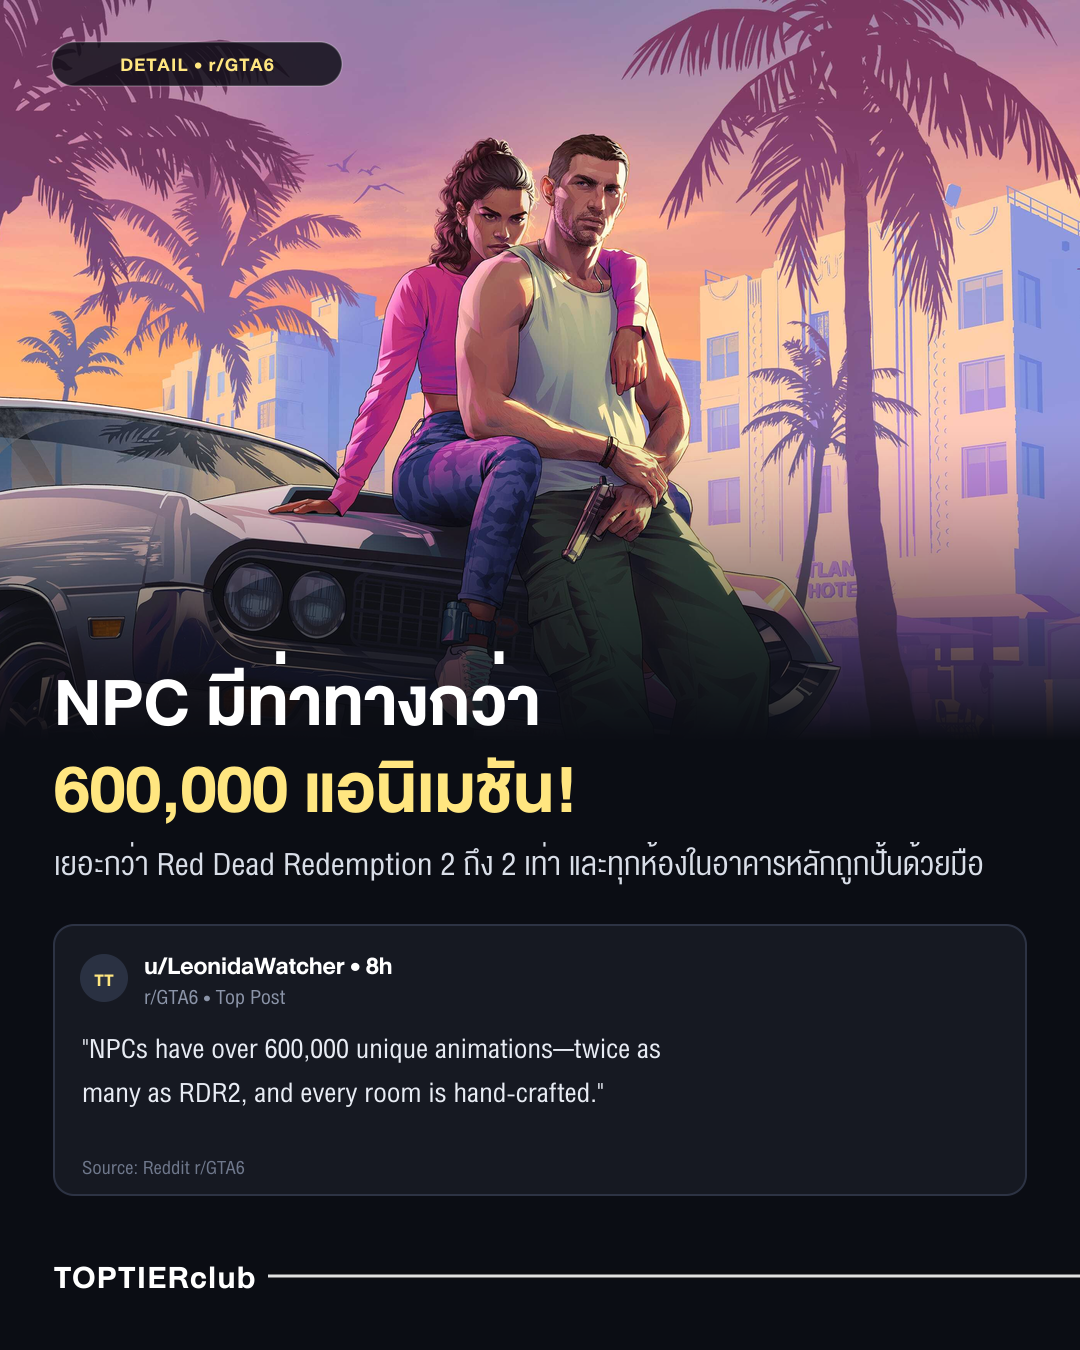 DETAIL • r/GTA6
ATLAN
HOTE
NPC มีท่าทางกว่า
600,000 แอนิเมชัน!
เยอะกว่า Red Dead Redemption 2 ถึง 2 เท่า และทุกห้องในอาคารหลักถูกปั้นด้วยมือ
TT
u/LeonidaWatcher • 8h
r/GTA6 • Top Post
"NPCs have over 600,000 unique animations—twice as
many as RDR2, and every room is hand-crafted."
Source: Reddit r/GTA6
TOPTIERclub